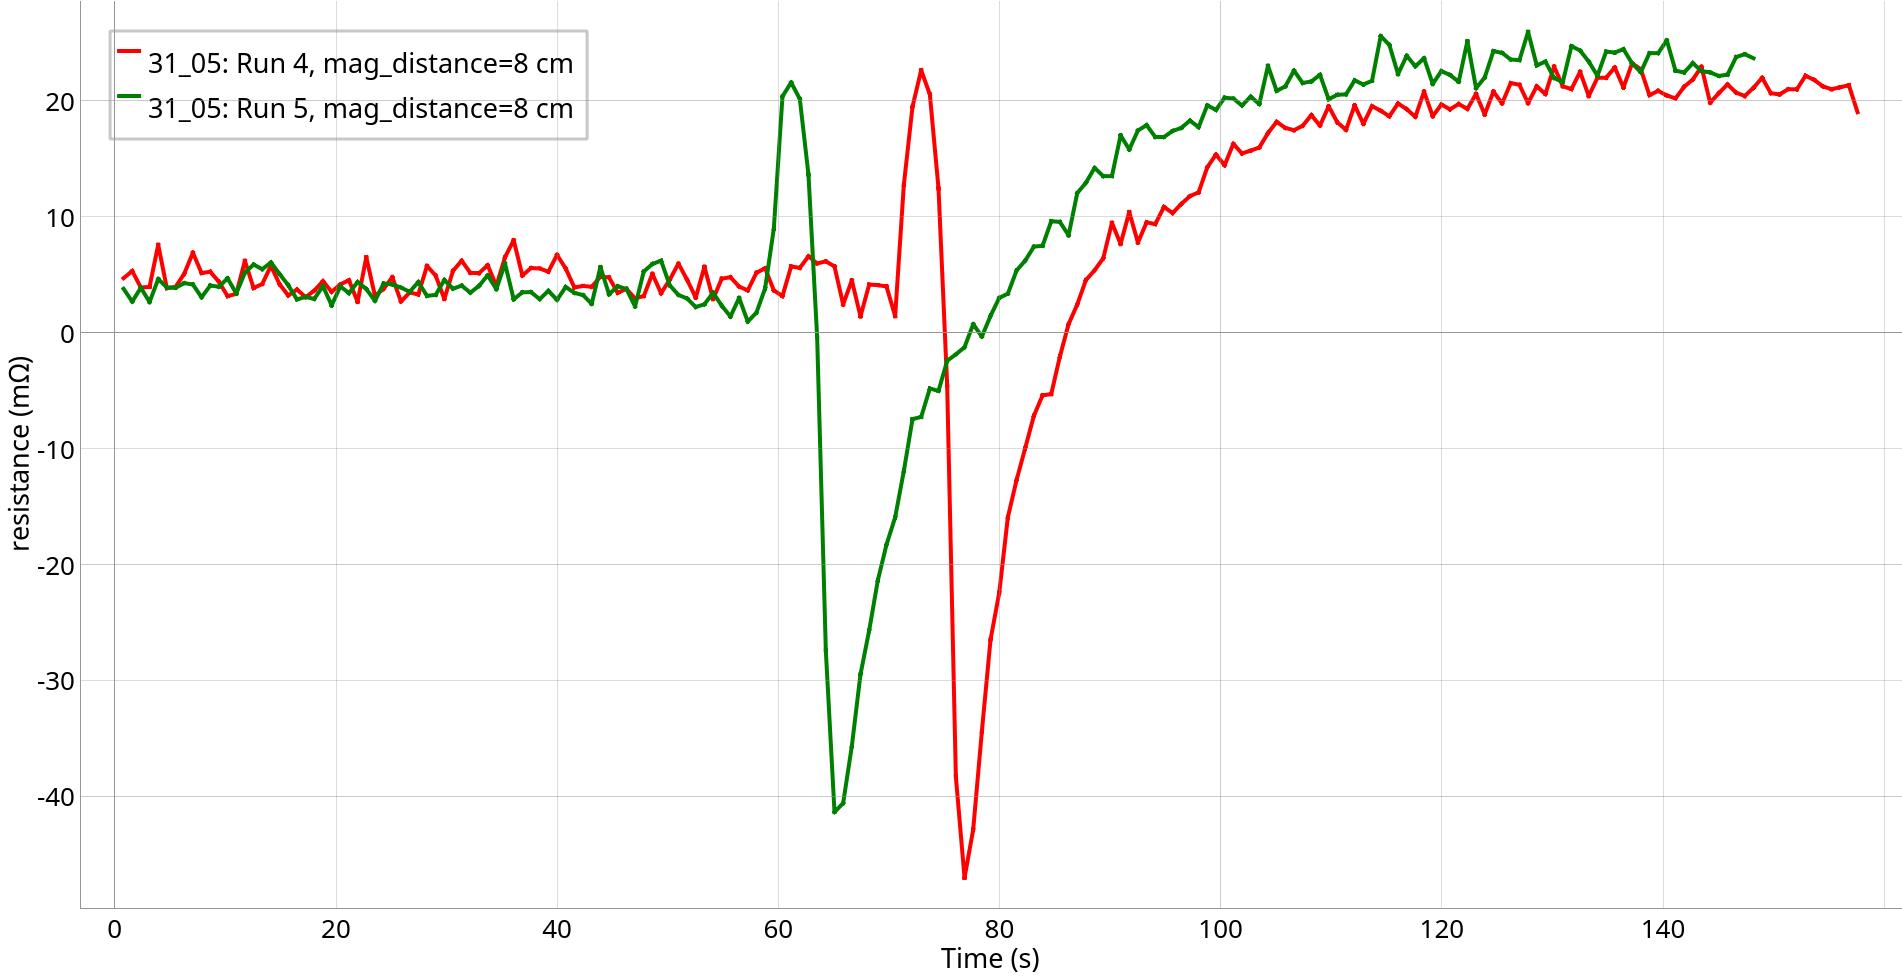 31_05: Run 4, mag_distance=8 cm
31_05: Run 5, mag_distance=8 cm
20
10
0
-10
-20
-30
-40
resistance (mΩ)
0 20 40 60 80 100 120 140
Time (s)